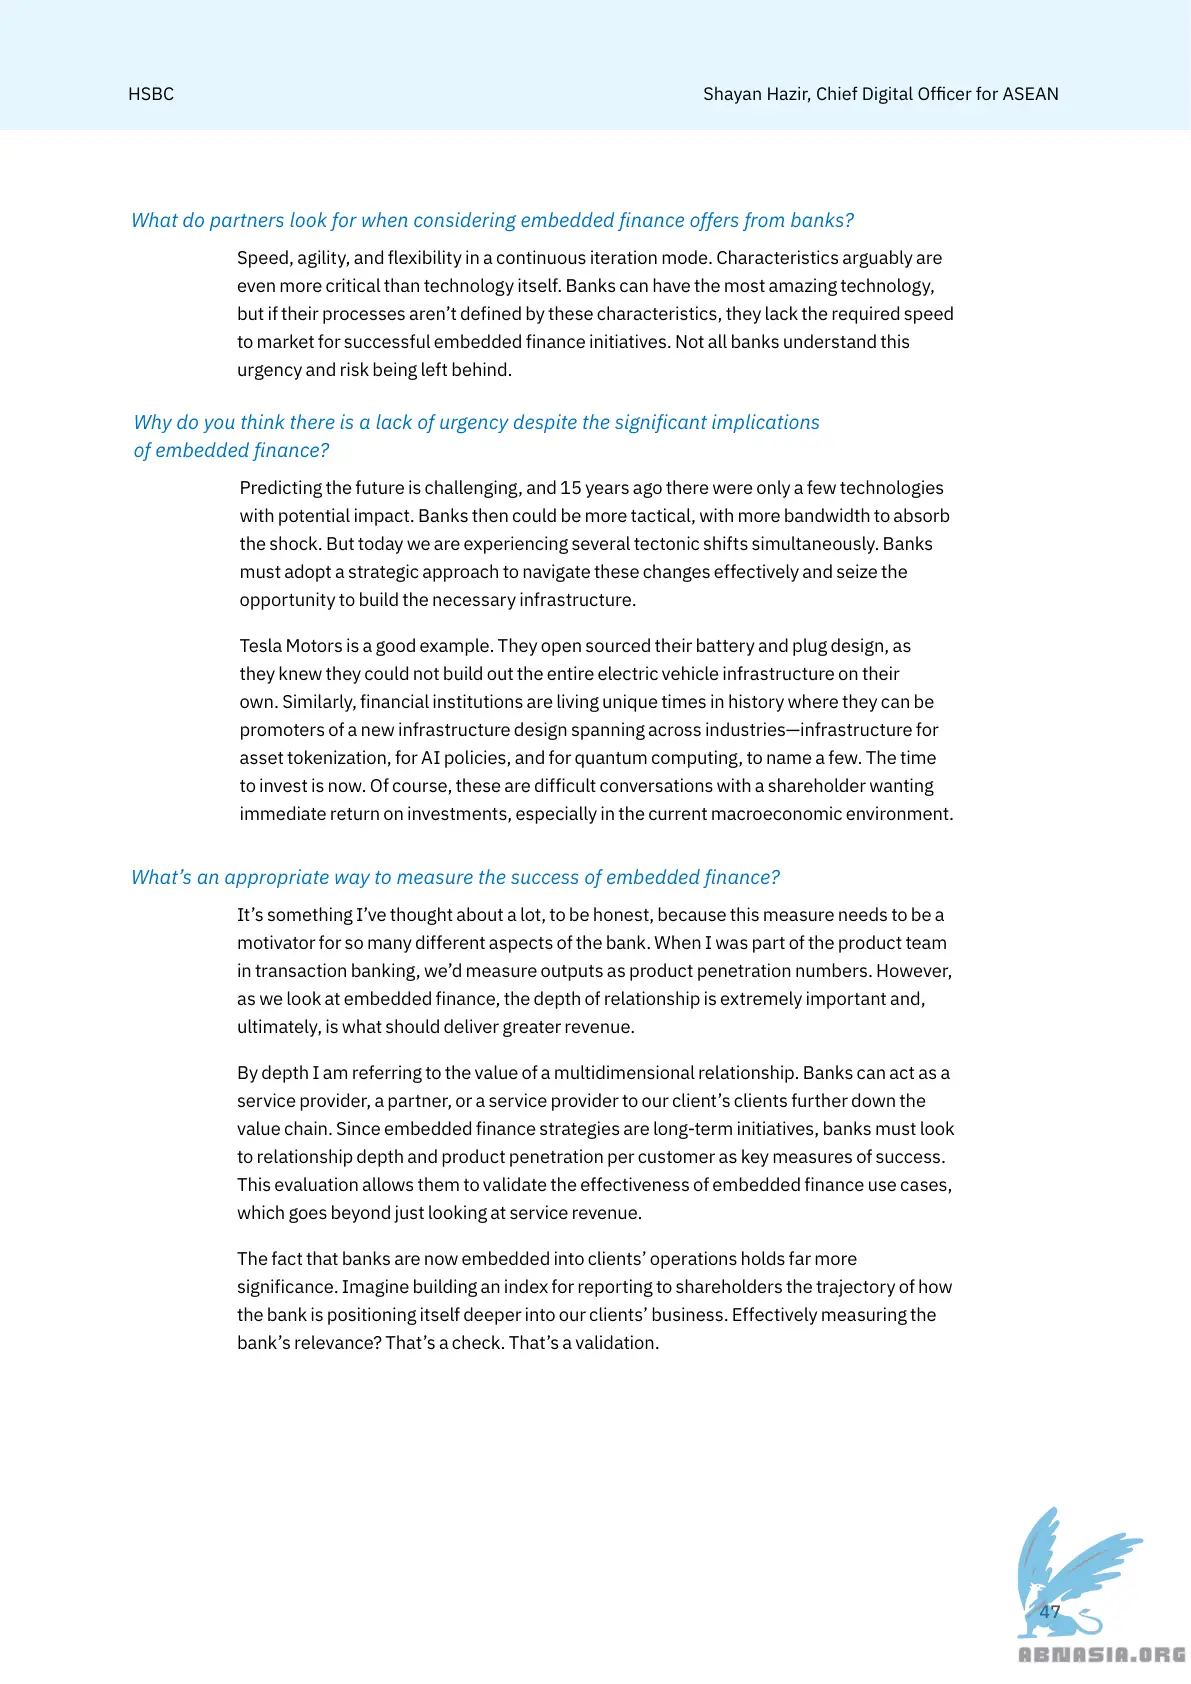 HSBC
Shayan Hazir, Chief Digital Officer for ASEAN
What do partners look for when considering embedded finance offers from banks?
Speed, agility, and flexibility in a continuous iteration mode. Characteristics arguably are
even more critical than technology itself. Banks can have the most amazing technology,
but if their processes aren’t defined by these characteristics, they lack the required speed
to market for successful embedded finance initiatives. Not all banks understand this
urgency and risk being left behind.
Why do you think there is a lack of urgency despite the significant implications
of embedded finance?
Predicting the future is challenging, and 15 years ago there were only a few technologies
with potential impact. Banks then could be more tactical, with more bandwidth to absorb
the shock. But today we are experiencing several tectonic shifts simultaneously. Banks
must adopt a strategic approach to navigate these changes effectively and seize the
opportunity to build the necessary infrastructure.
Tesla Motors is a good example. They open sourced their battery and plug design, as
they knew they could not build out the entire electric vehicle infrastructure on their
own. Similarly, financial institutions are living unique times in history where they can be
promoters of a new infrastructure design spanning across industries—infrastructure for
asset tokenization, for AI policies, and for quantum computing, to name a few. The time
to invest is now. Of course, these are difficult conversations with a shareholder wanting
immediate return on investments, especially in the current macroeconomic environment.
What’s an appropriate way to measure the success of embedded finance?
It’s something I’ve thought about a lot, to be honest, because this measure needs to be a
motivator for so many different aspects of the bank. When I was part of the product team
in transaction banking, we’d measure outputs as product penetration numbers. However,
as we look at embedded finance, the depth of relationship is extremely important and,
ultimately, is what should deliver greater revenue.
By depth I am referring to the value of a multidimensional relationship. Banks can act as a
service provider, a partner, or a service provider to our client’s clients further down the
value chain. Since embedded finance strategies are long-term initiatives, banks must look
to relationship depth and product penetration per customer as key measures of success.
This evaluation allows them to validate the effectiveness of embedded finance use cases,
which goes beyond just looking at service revenue.
The fact that banks are now embedded into clients’ operations holds far more
significance. Imagine building an index for reporting to shareholders the trajectory of how
the bank is positioning itself deeper into our clients’ business. Effectively measuring the
bank’s relevance? That’s a check. That’s a validation.
47
ABNASIA.ORG